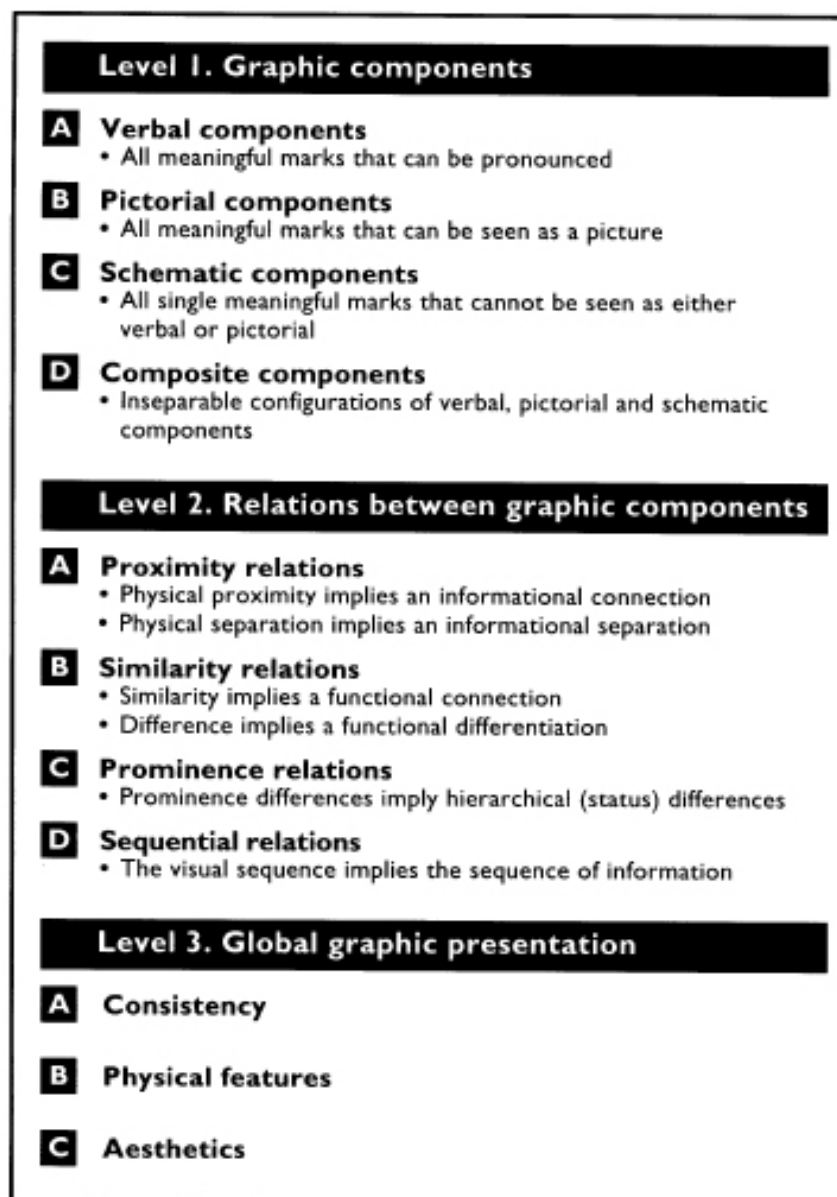 Level 1. Graphic components
A Verbal components
• All meaningful marks that can be pronounced
B Pictorial components
• All meaningful marks that can be seen as a picture
C Schematic components
• All single meaningful marks that cannot be seen as either
verbal or pictorial
D Composite components
• Inseparable configurations of verbal, pictorial and schematic
components
Level 2. Relations between graphic components
A Proximity relations
• Physical proximity implies an informational connection
• Physical separation implies an informational separation
B Similarity relations
• Similarity implies a functional connection
• Difference implies a functional differentiation
C Prominence relations
• Prominence differences imply hierarchical (status) differences
D Sequential relations
• The visual sequence implies the sequence of information
Level 3. Global graphic presentation
A Consistency
B Physical features
C Aesthetics